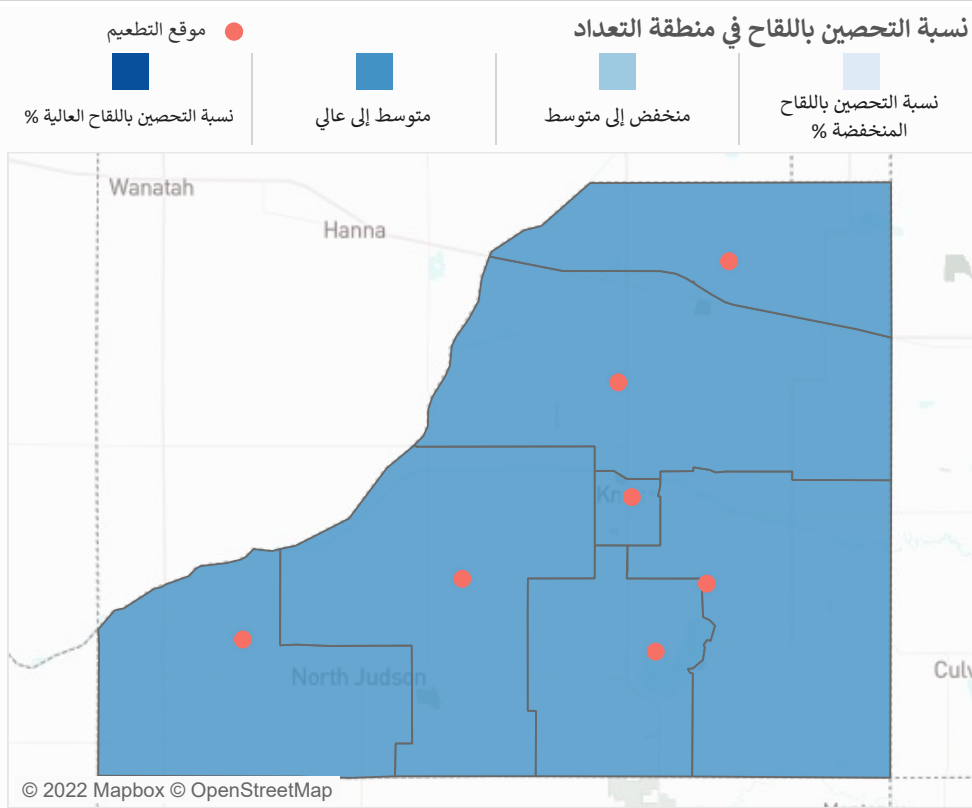 نسبة التحصين باللقاح في منطقة التعداد
موقع التطعيم
نسبة التحصين باللقاح
المنخفضة %
منخفض إلى متوسط
متوسط إلى عالي
نسبة التحصين باللقاح العالية %
Wanatah
Hanna
North Judson
© 2022 Mapbox © OpenStreetMap